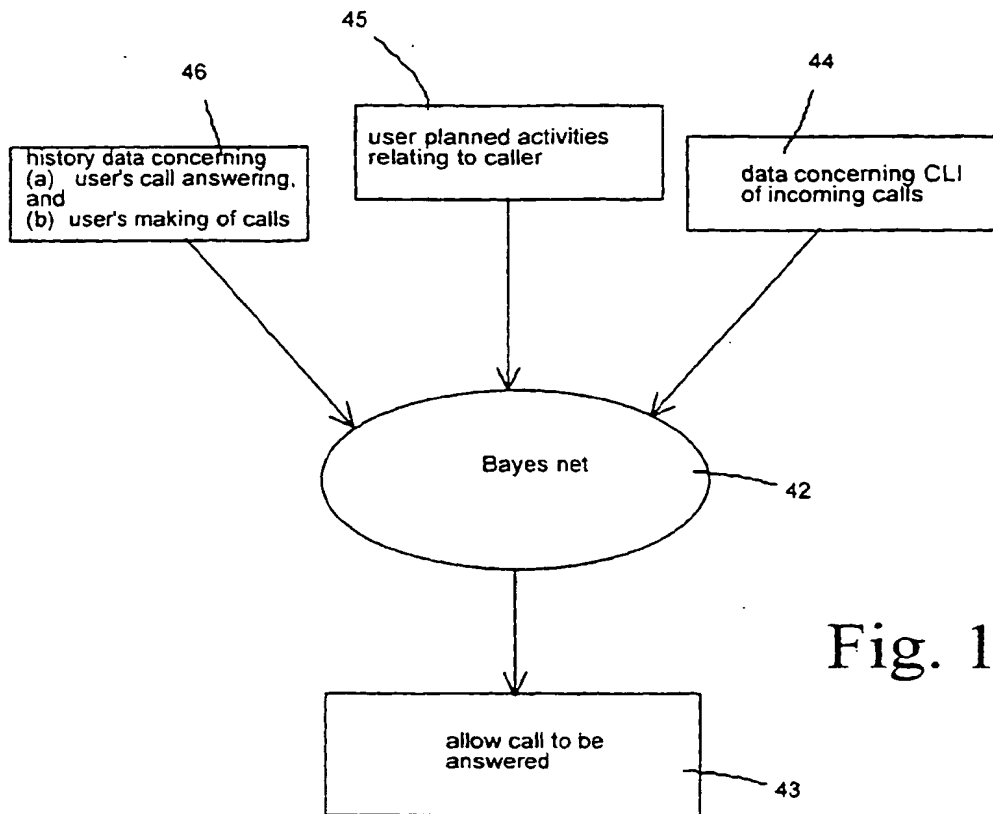 45
46
44
history data concerning
(a) user's call answering,
and
(b) user's making of calls
user planned activities
relating to caller
data concerning CLI
of incoming calls
Bayes net
42
Fig. 1
allow call to be
answered
43